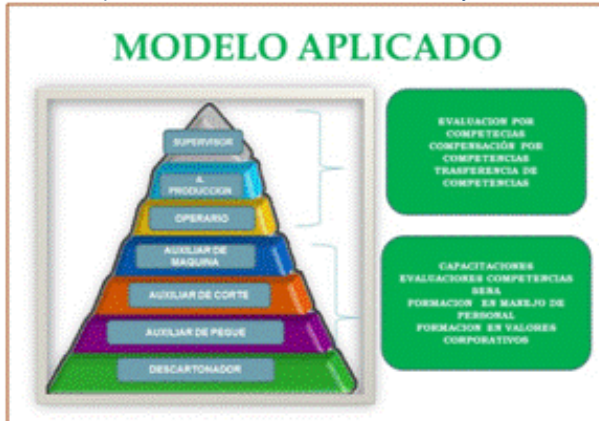 MODELO APLICADO
SUPERVISOR
A.
PRODUCCION
OPERARIO
AUXILIAR DE
MAQUINA
AUXILIAR DE CORTE
AUXILIAR DE PEGUE
DESCARTONADOR
EVALUACION POR
COMPETECIAS
COMPENSACIÓN POR
COMPETENCIAS
TRASFERENCIA DE
COMPETENCIAS
CAPACITACIONES
EVALUACIONES COMPETENCIAS
SENA
FORMACION EN MANEJO DE
PERSONAL
FORMACION EN VALORES
CORPORATIVOS